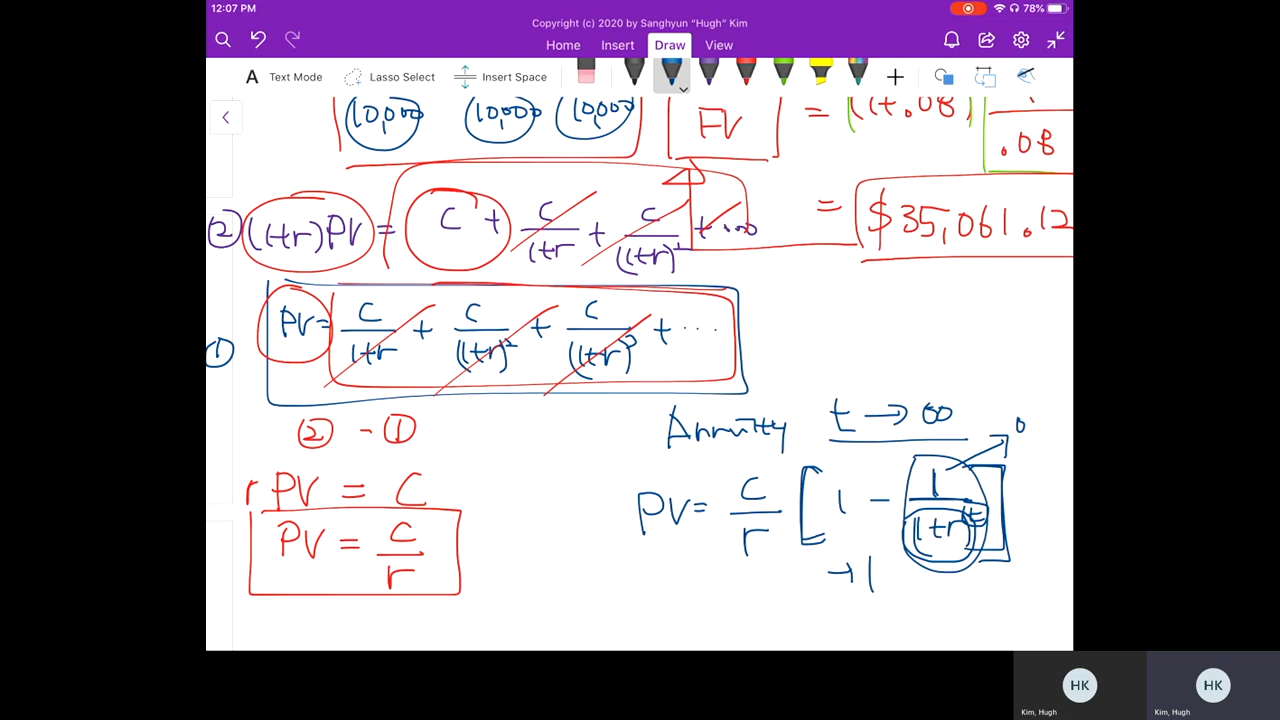 12:07 PM
78%
Copyright (c) 2020 by Sanghyun “Hugh” Kim
Home Insert Draw View
A Text Mode Lasso Select Insert Space
(10,000) (10,000) (10,000) [FV] = (1+.08) [
.08
② (1+r)PV = C + C/(1+r) + C/(1+r)² + ... = $35,061.12
① PV = C/(1+r) + C/(1+r)² + C/(1+r)³ + ...
② - ①
Annuity t → ∞
0
rPV = C
PV = C/r [1 - 1/(1+r)^t]
PV = C/r
→ 1
HK HK
Kim, Hugh Kim, Hugh